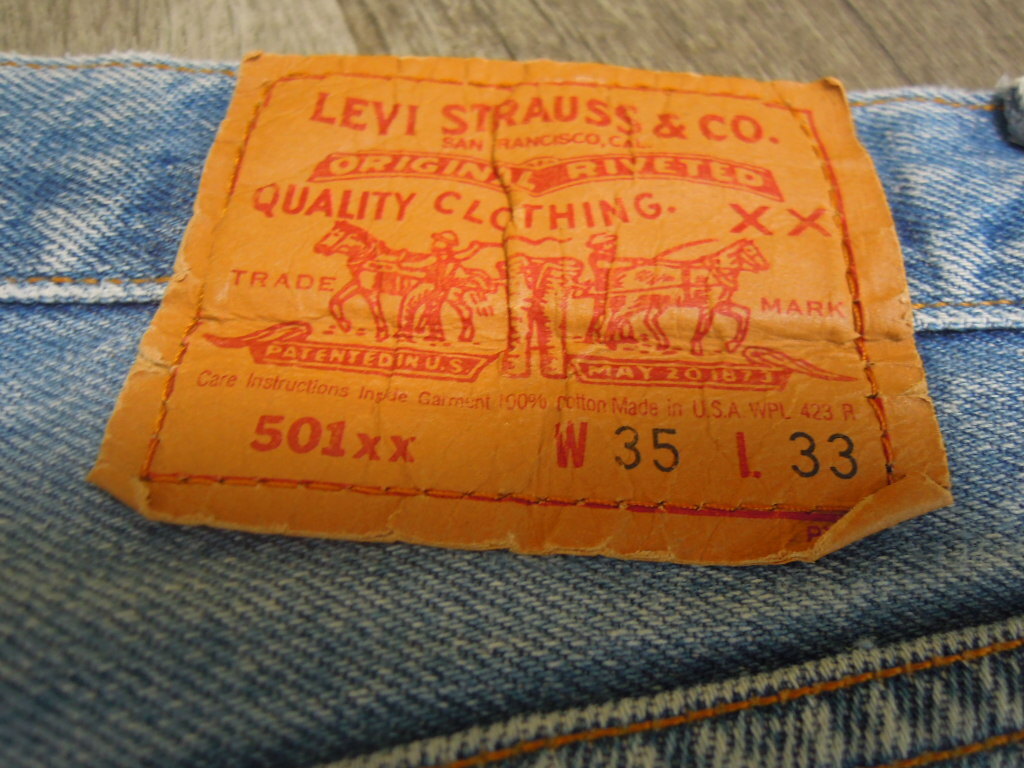 LEVI STRAUSS & CO.
SAN FRANCISCO, CAL.
ORIGINAL RIVETED
QUALITY CLOTHING. XX
TRADE MARK
PATENTED IN U.S. MAY 20 1873
Care Instructions Inside Garment 100% cotton Made in U.S.A. WPL 423 R
501xx W 35 L 33